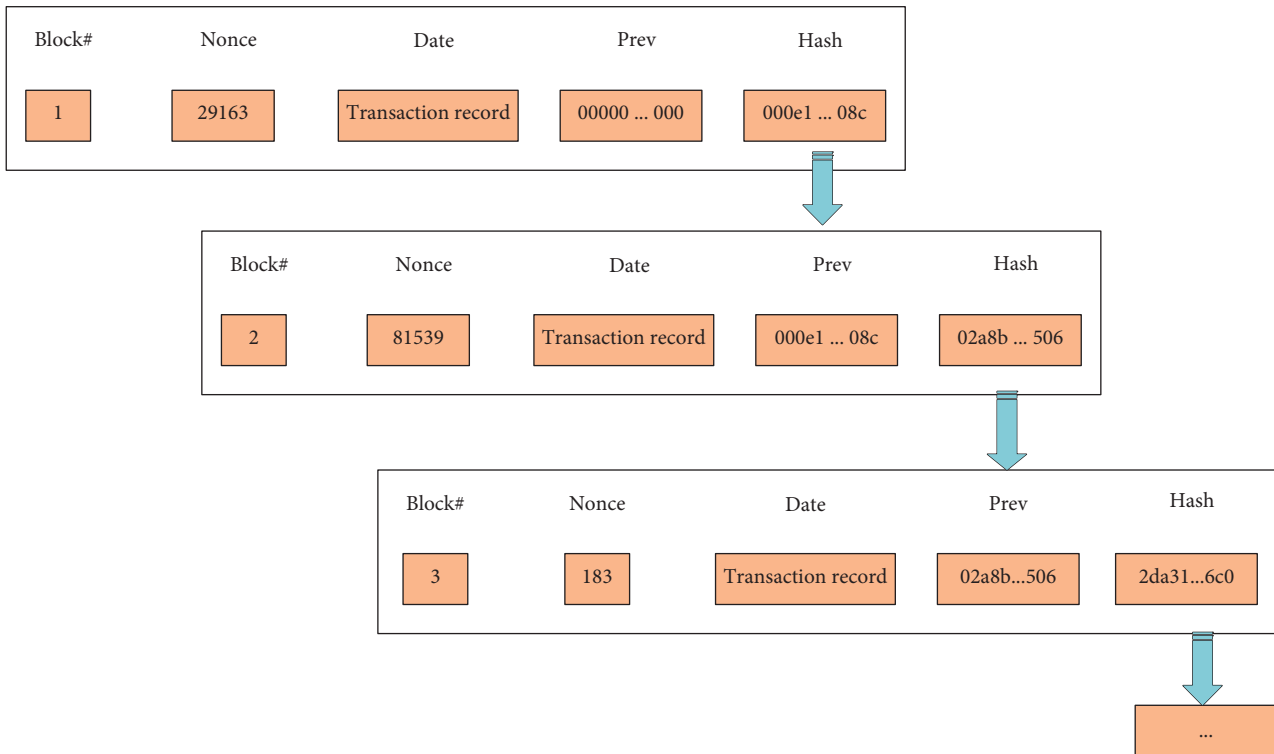 Block# Nonce Date Prev Hash
1 29163 Transaction record 00000 ... 000 000e1 ... 08c
Block# Nonce Date Prev Hash
2 81539 Transaction record 000e1 ... 08c 02a8b ... 506
Block# Nonce Date Prev Hash
3 183 Transaction record 02a8b...506 2da31...6c0
...